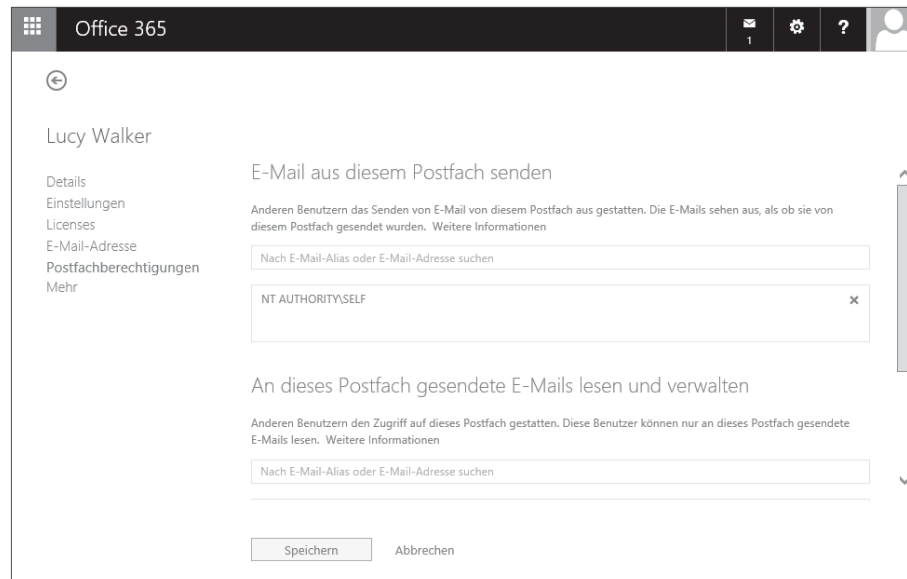 Office 365
1
?
Lucy Walker
Details
Einstellungen
Licenses
E-Mail-Adresse
Postfachberechtigungen
Mehr
E-Mail aus diesem Postfach senden
Anderen Benutzern das Senden von E-Mail von diesem Postfach aus gestatten. Die E-Mails sehen aus, als ob sie von
diesem Postfach gesendet wurden. Weitere Informationen
Nach E-Mail-Alias oder E-Mail-Adresse suchen
NT AUTHORITY\SELF
An dieses Postfach gesendete E-Mails lesen und verwalten
Anderen Benutzern den Zugriff auf dieses Postfach gestatten. Diese Benutzer können nur an dieses Postfach gesendete
E-Mails lesen. Weitere Informationen
Nach E-Mail-Alias oder E-Mail-Adresse suchen
Speichern
Abbrechen